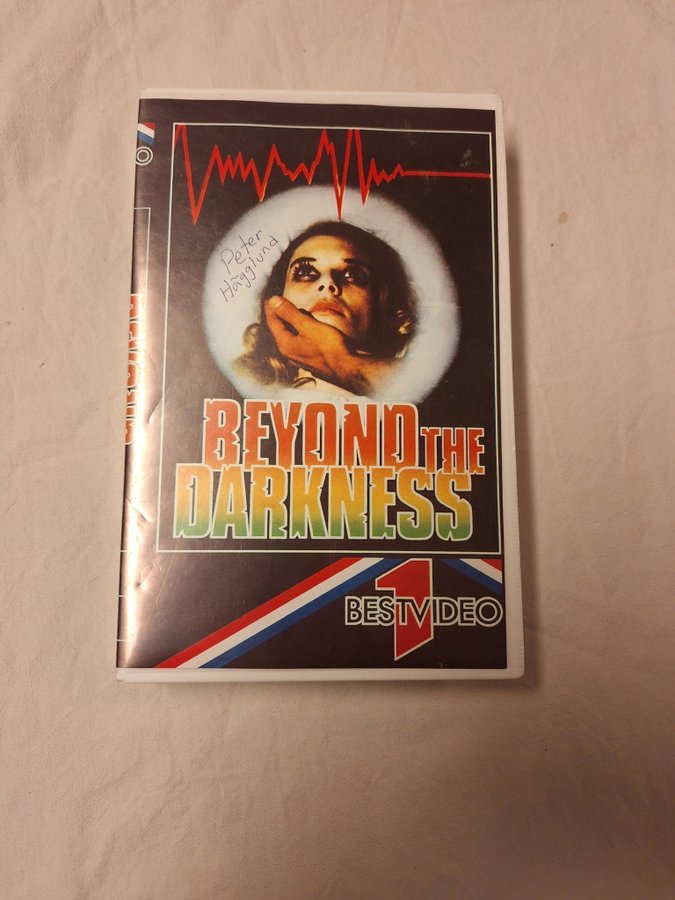 Peter
Hägglund
BEYOND THE
DARKNESS
1
BESTVIDEO